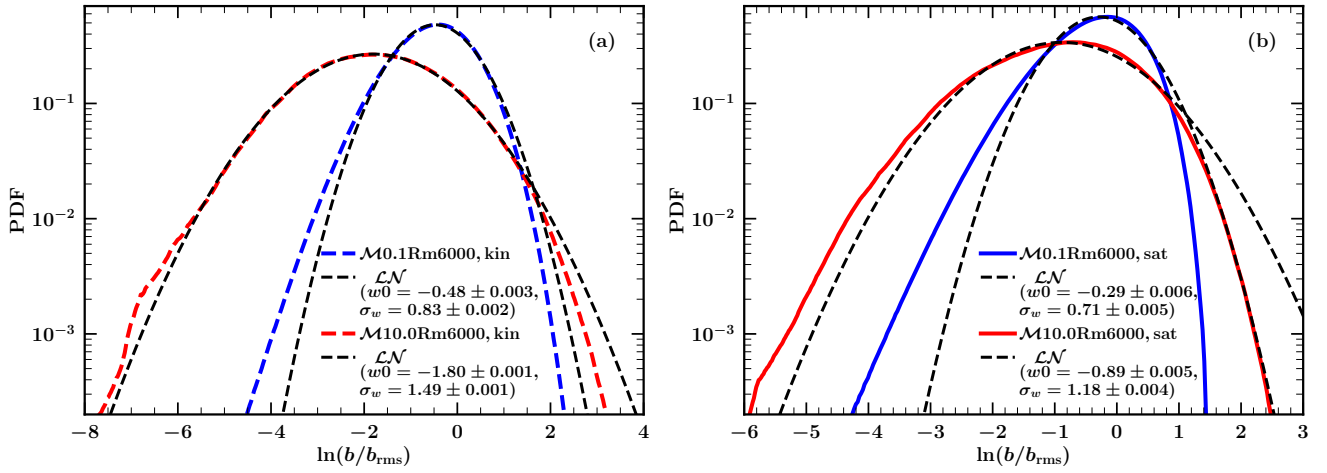 (a)
PDF
10⁻¹
10⁻²
10⁻³
ℳ0.1Rm6000, kin
ℒ𝒩
(w0 = −0.48 ± 0.003,
σ_w = 0.83 ± 0.002)
ℳ10.0Rm6000, kin
ℒ𝒩
(w0 = −1.80 ± 0.001,
σ_w = 1.49 ± 0.001)
−8 −6 −4 −2 0 2 4
ln(b/b_rms)
(b)
PDF
10⁻¹
10⁻²
10⁻³
ℳ0.1Rm6000, sat
ℒ𝒩
(w0 = −0.29 ± 0.006,
σ_w = 0.71 ± 0.005)
ℳ10.0Rm6000, sat
ℒ𝒩
(w0 = −0.89 ± 0.005,
σ_w = 1.18 ± 0.004)
−6 −5 −4 −3 −2 −1 0 1 2 3
ln(b/b_rms)